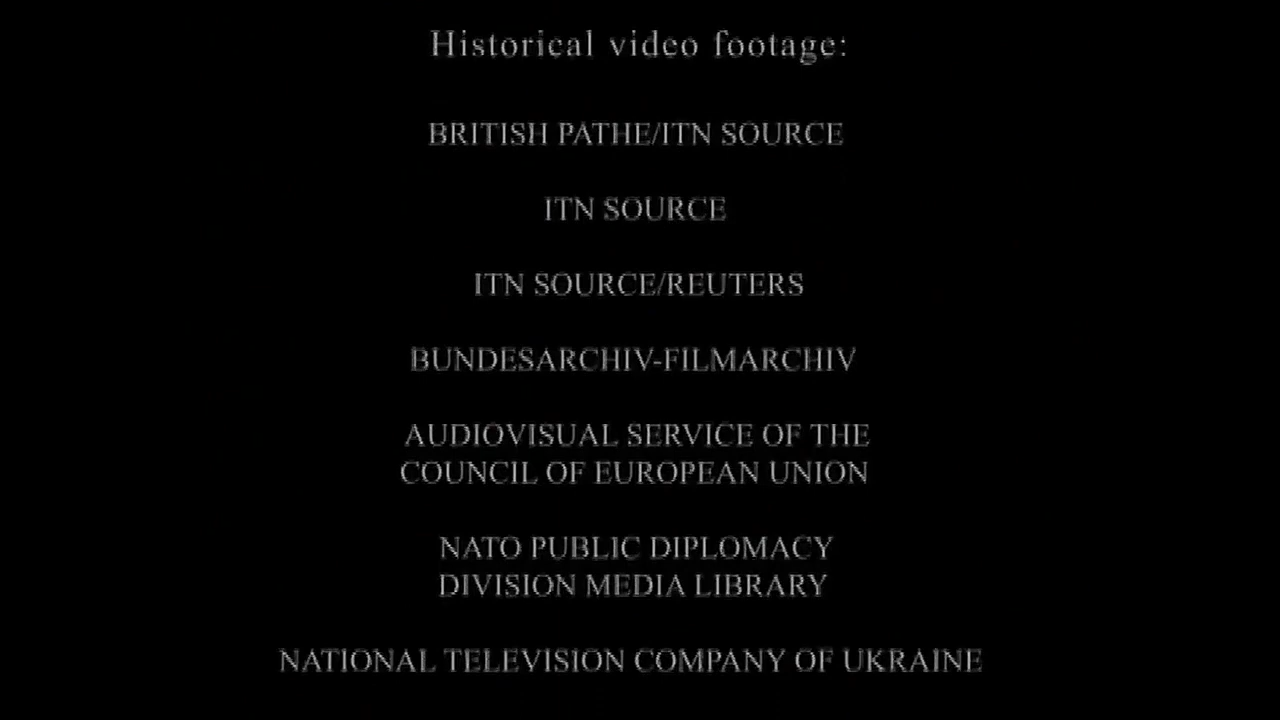 Historical video footage:
BRITISH PATHE/ITN SOURCE
ITN SOURCE
ITN SOURCE/REUTERS
BUNDESARCHIV-FILMARCHIV
AUDIOVISUAL SERVICE OF THE
COUNCIL OF EUROPEAN UNION
NATO PUBLIC DIPLOMACY
DIVISION MEDIA LIBRARY
NATIONAL TELEVISION COMPANY OF UKRAINE